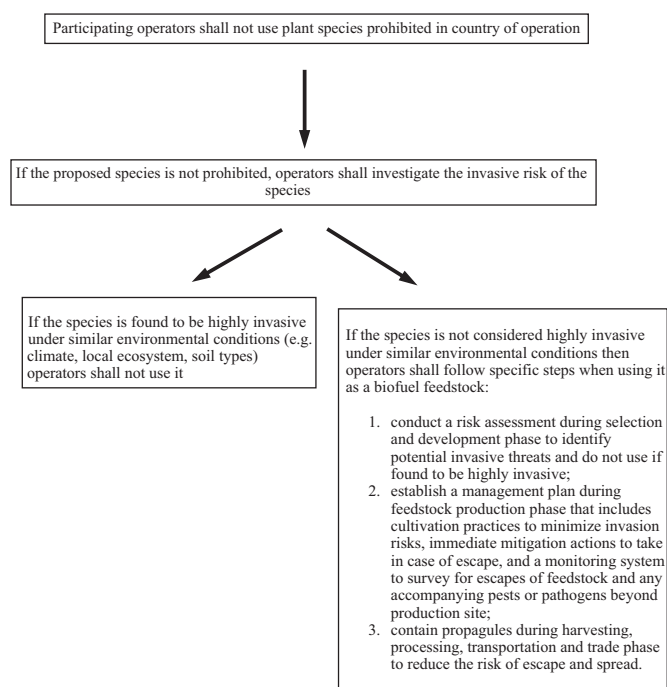 Participating operators shall not use plant species prohibited in country of operation
If the proposed species is not prohibited, operators shall investigate the invasive risk of the
species
If the species is found to be highly invasive
under similar environmental conditions (e.g.
climate, local ecosystem, soil types)
operators shall not use it
If the species is not considered highly invasive
under similar environmental conditions then
operators shall follow specific steps when using it
as a biofuel feedstock:
1. conduct a risk assessment during selection
and development phase to identify
potential invasive threats and do not use if
found to be highly invasive;
2. establish a management plan during
feedstock production phase that includes
cultivation practices to minimize invasion
risks, immediate mitigation actions to take
in case of escape, and a monitoring system
to survey for escapes of feedstock and any
accompanying pests or pathogens beyond
production site;
3. contain propagules during harvesting,
processing, transportation and trade phase
to reduce the risk of escape and spread.